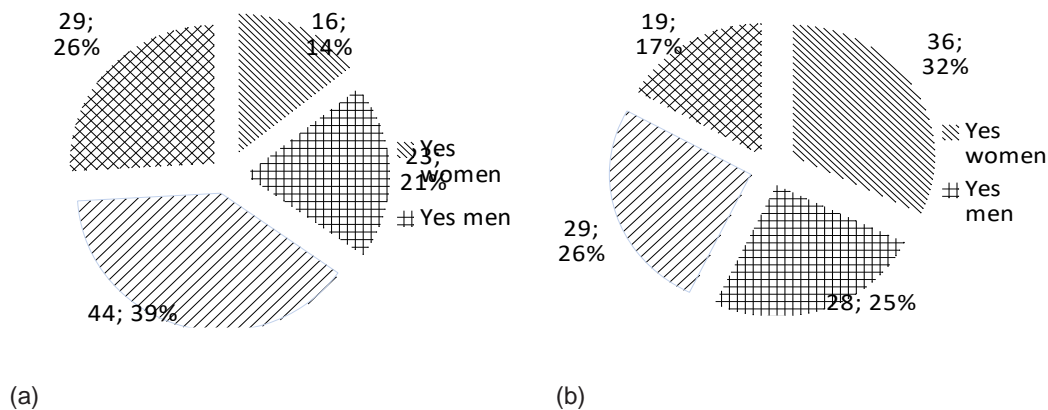 29;
26%
16;
14%
23;
21%
44; 39%
Yes
women
Yes men
(a)
19;
17%
36;
32%
29;
26%
28; 25%
Yes
women
Yes
men
(b)